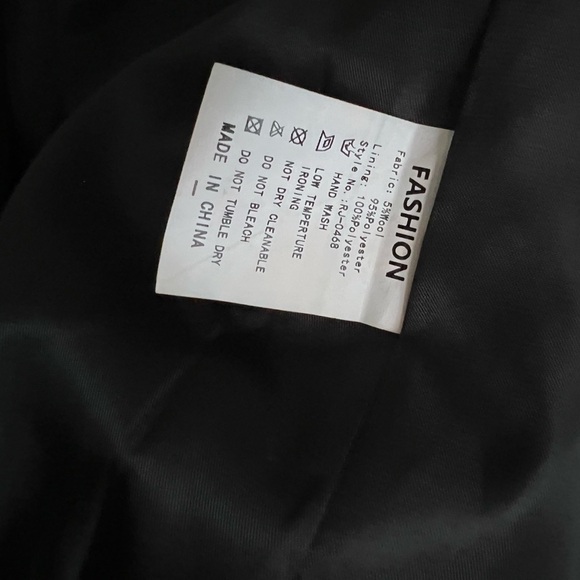 FASHION
Fabric: 5%Wool
95%Polyester
Lining: 100%Polyester
Style No.:RJ-0468
HAND WASH
LOW TEMPERTURE
IRONING
NOT DRY CLEANABLE
DO NOT BLEACH
DO NOT TUMBLE DRY
MADE IN CHINA